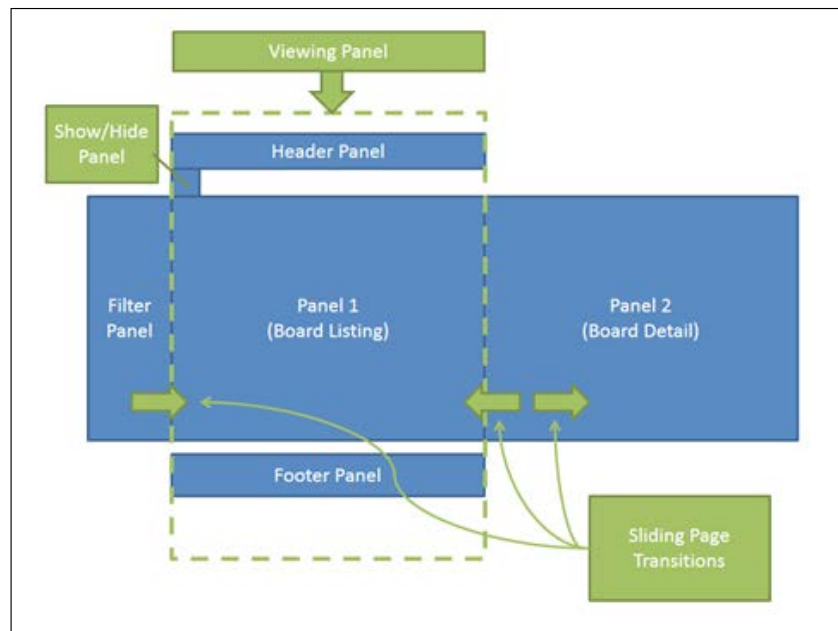 Viewing Panel
Show/Hide
Panel
Header Panel
Filter
Panel
Panel 1
(Board Listing)
Panel 2
(Board Detail)
Footer Panel
Sliding Page
Transitions